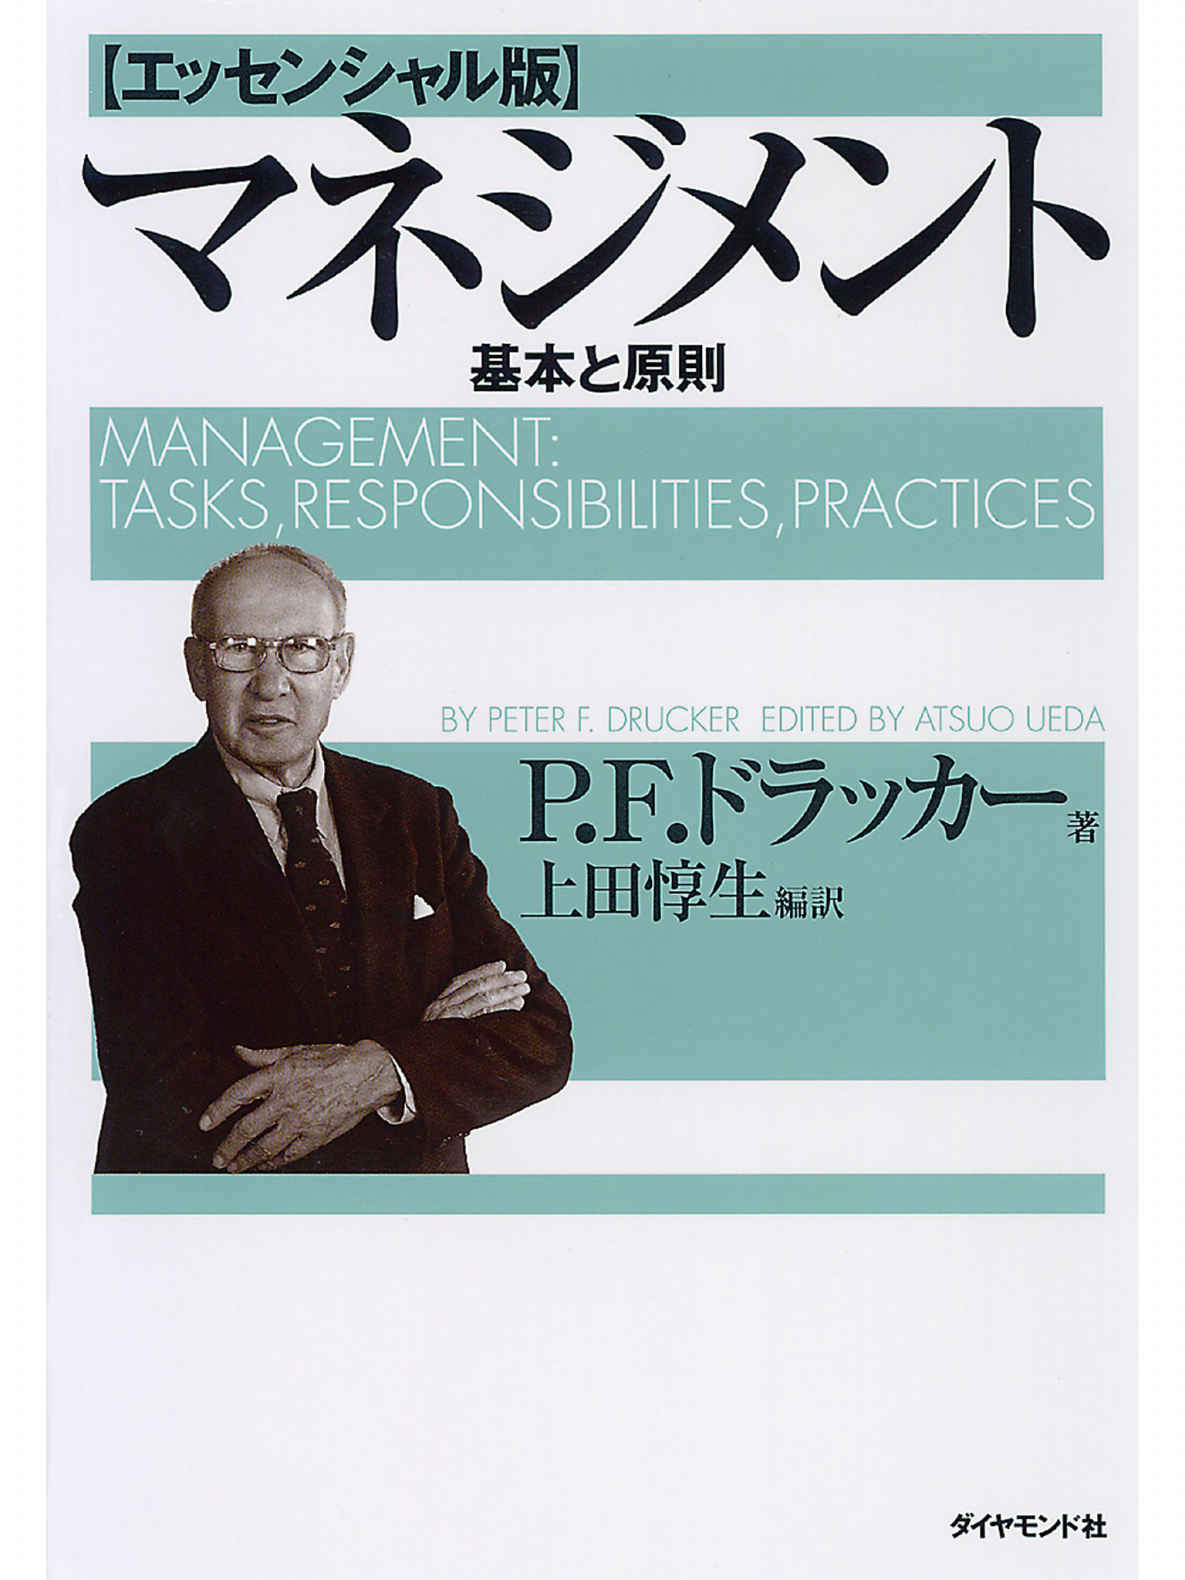 【エッセンシャル版】
マネジメント
基本と原則
MANAGEMENT:
TASKS, RESPONSIBILITIES, PRACTICES
BY PETER F. DRUCKER EDITED BY ATSUO UEDA
P.F.ドラッカー 著
上田惇生 編訳
ダイヤモンド社